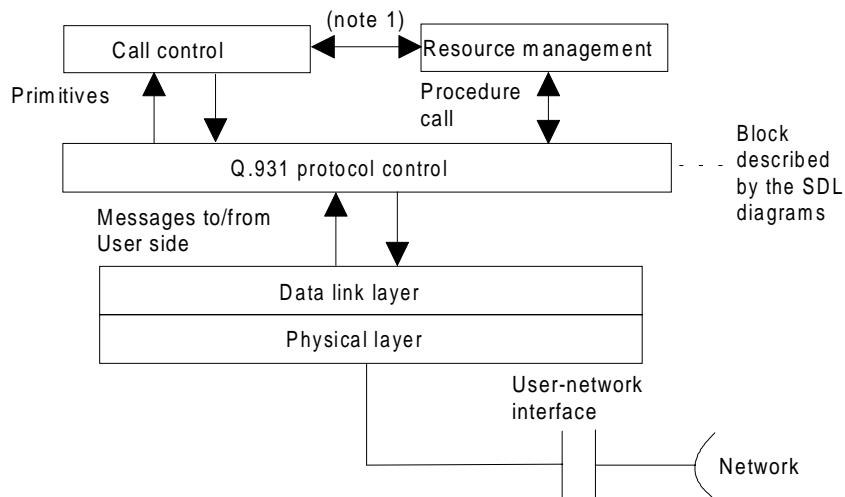 (note 1)
Call control
Resource management
Primitives
Procedure
call
Q.931 protocol control
Block
described
by the SDL
diagrams
Messages to/from
User side
Data link layer
Physical layer
User-network
interface
Network